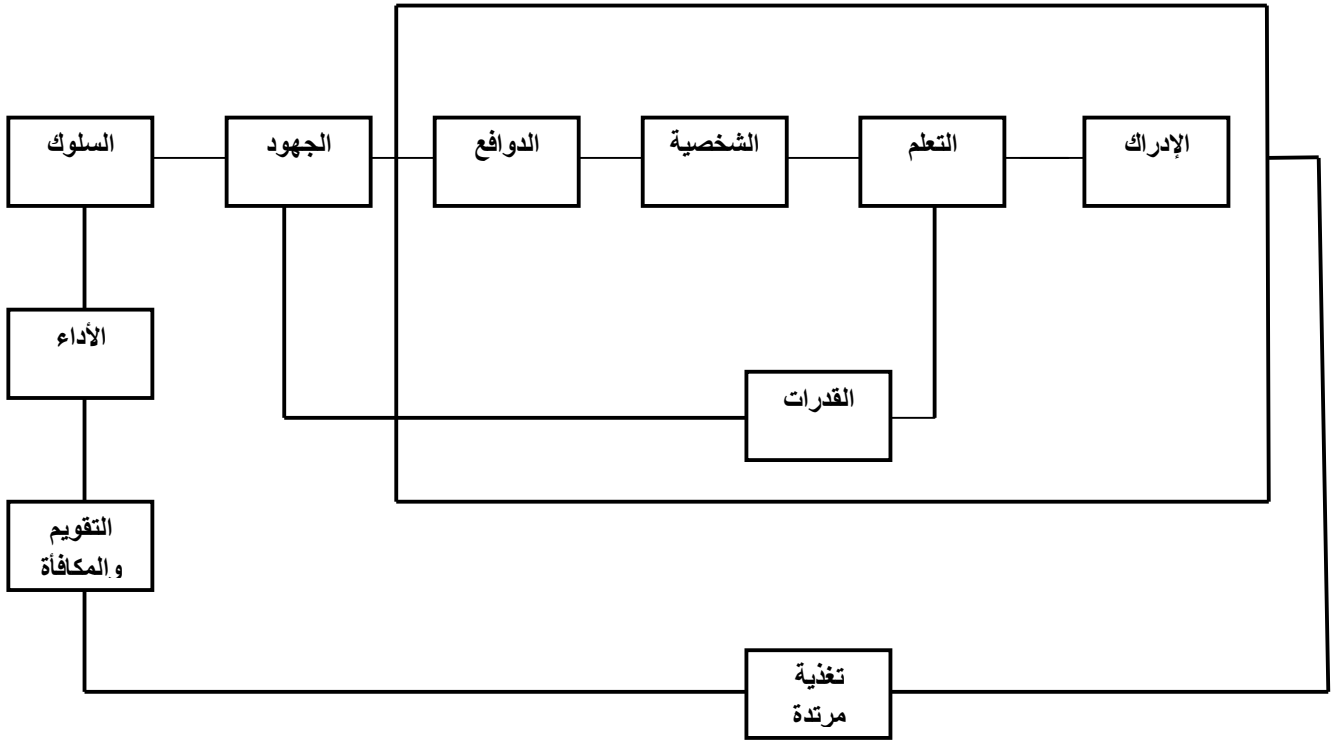 الإدراك
التعلم
الشخصية
الدوافع
الجهود
السلوك
الأداء
القدرات
التقويم
والمكافأة
تغذية
مرتدة